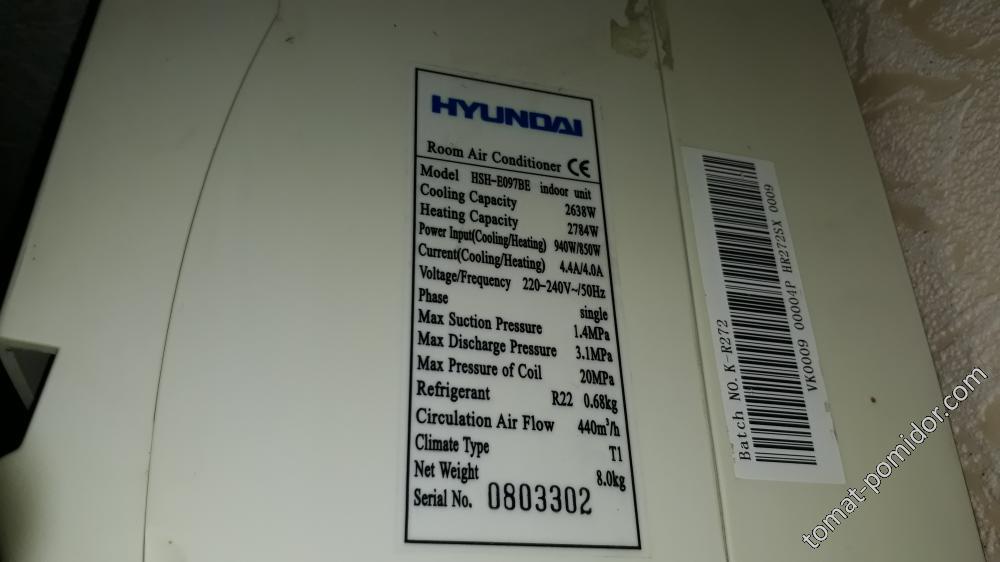 HYUNDAI
Room Air Conditioner CE
Model HSH-E097BE indoor unit
Cooling Capacity 2638W
Heating Capacity 2784W
Power Input(Cooling/Heating) 940W/850W
Current(Cooling/Heating) 4.4A/4.0A
Voltage/Frequency 220-240V~/50Hz
Phase single
Max Suction Pressure 1.4MPa
Max Discharge Pressure 3.1MPa
Max Pressure of Coil 20MPa
Refrigerant R22 0.68kg
Circulation Air Flow 440m³/h
Climate Type T1
Net Weight 8.0kg
Serial No. 0803302
Batch NO. K-R272
VK0009 00004P HR272SX 0009
tomat-pomidor.com